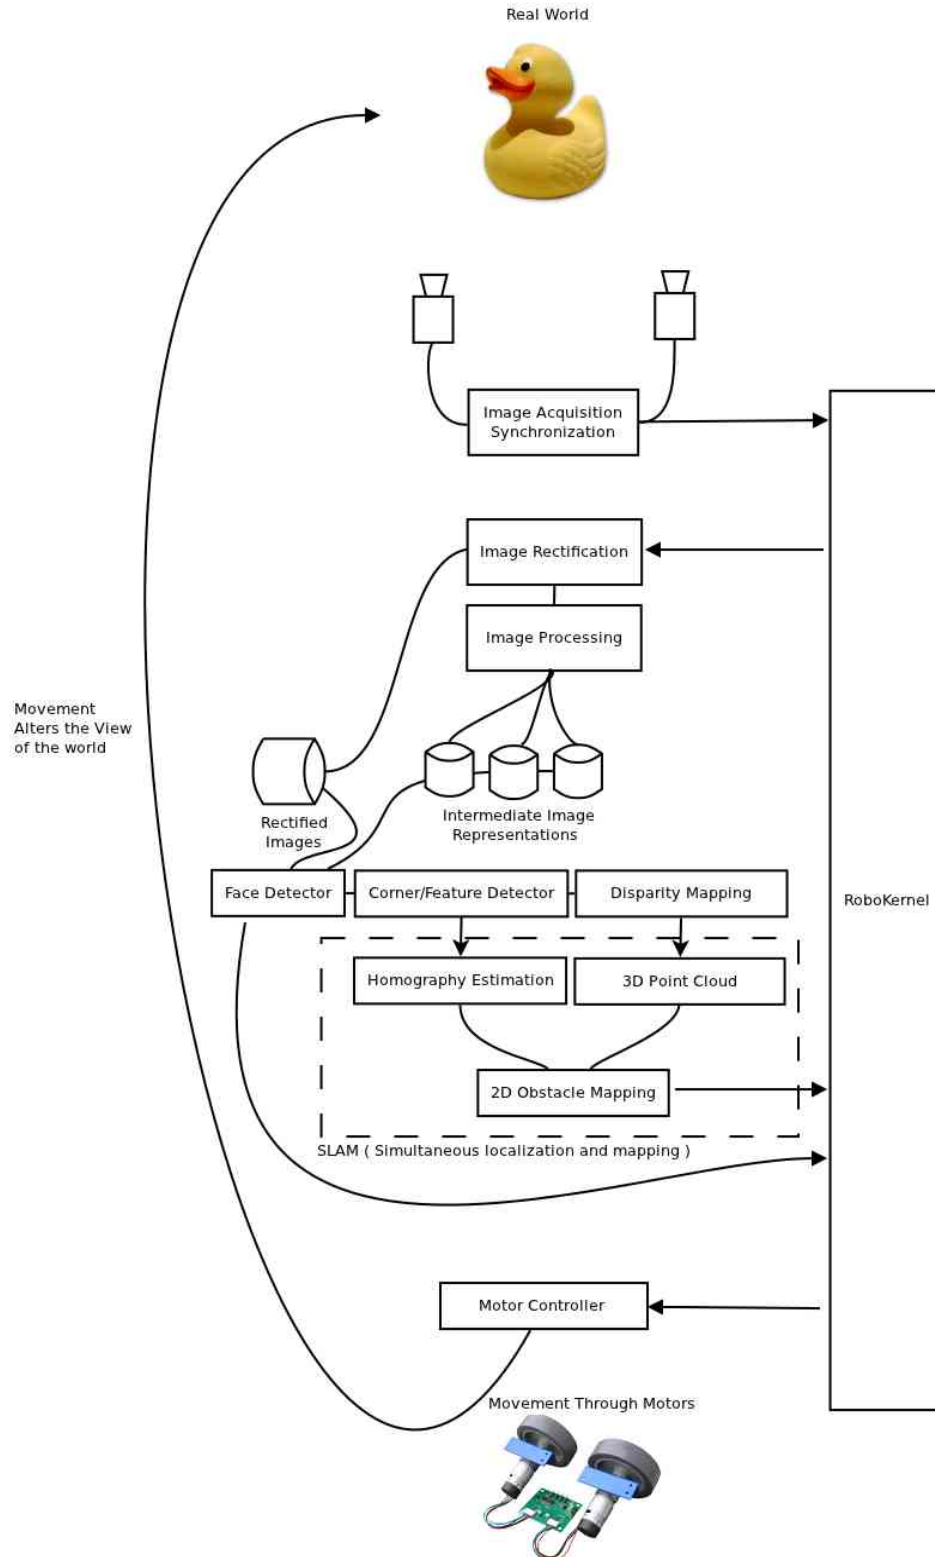 Real World
Image Acquisition
Synchronization
Image Rectification
Image Processing
Movement
Alters the View
of the world
Rectified
Images
Intermediate Image
Representations
Face Detector
Corner/Feature Detector
Disparity Mapping
RoboKernel
Homography Estimation
3D Point Cloud
2D Obstacle Mapping
SLAM ( Simultaneous localization and mapping )
Motor Controller
Movement Through Motors